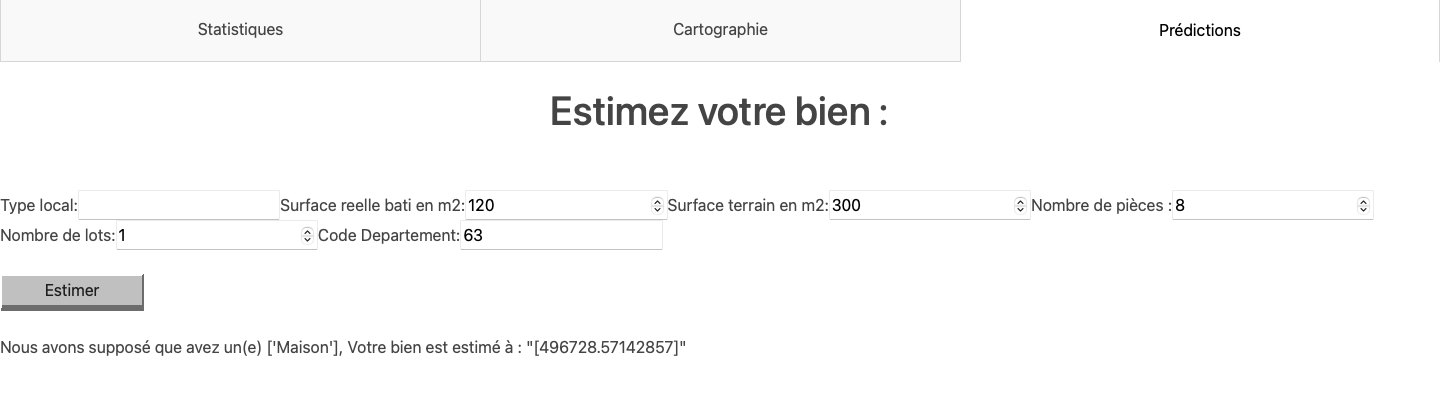 Statistiques Cartographie Prédictions
Estimez votre bien :
Type local: Surface reelle bati en m2: 120 Surface terrain en m2: 300 Nombre de pièces : 8
Nombre de lots: 1 Code Departement: 63
Estimer
Nous avons supposé que avez un(e) ['Maison'], Votre bien est estimé à : "[496728.57142857]"